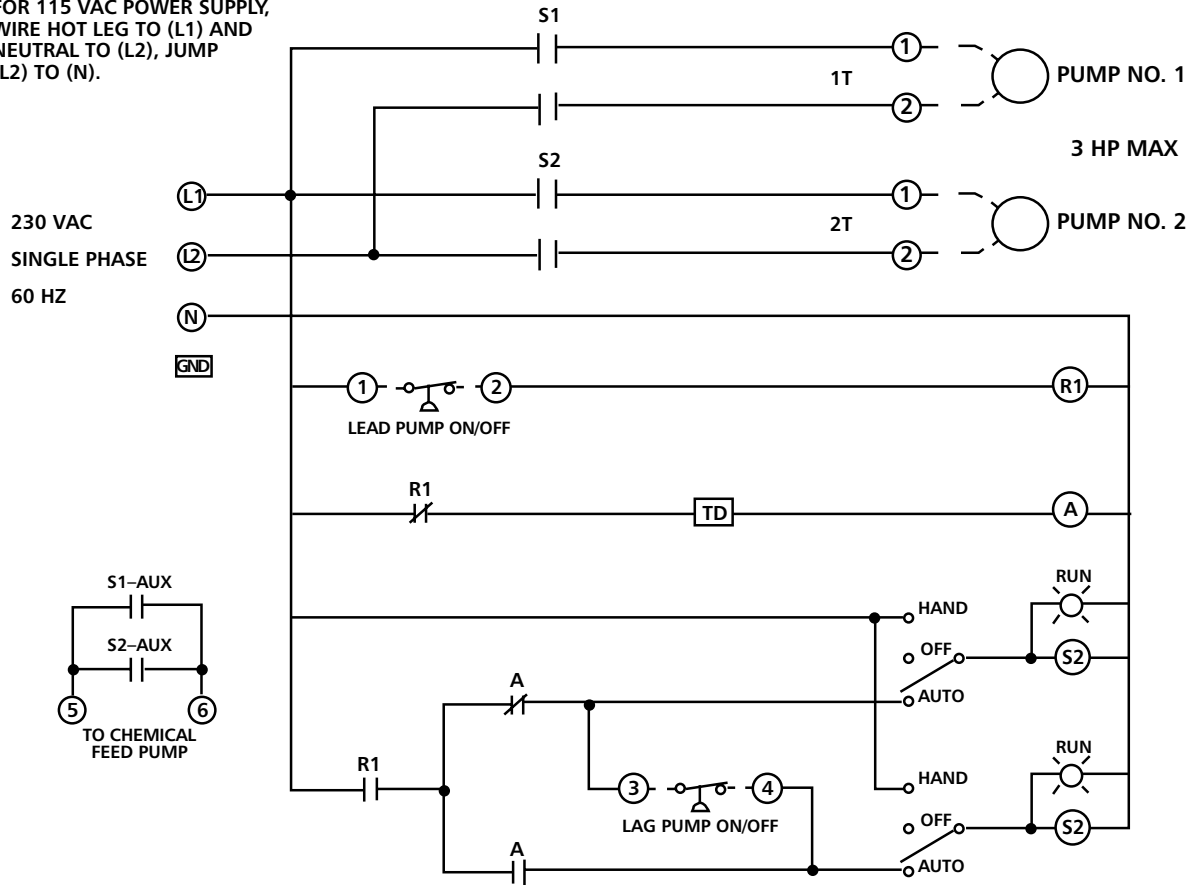 FOR 115 VAC POWER SUPPLY,
WIRE HOT LEG TO (L1) AND
NEUTRAL TO (L2), JUMP
(L2) TO (N).
S1
1
1T
2
PUMP NO. 1
3 HP MAX
S2
L1
1
230 VAC
2T
PUMP NO. 2
SINGLE PHASE
L2
2
60 HZ
N
GND
1
2
R1
LEAD PUMP ON/OFF
R1
TD
A
S1–AUX
RUN
HAND
S2–AUX
OFF
S2
A
AUTO
5
6
TO CHEMICAL
FEED PUMP
R1
RUN
HAND
3
4
LAG PUMP ON/OFF
OFF
S2
A
AUTO